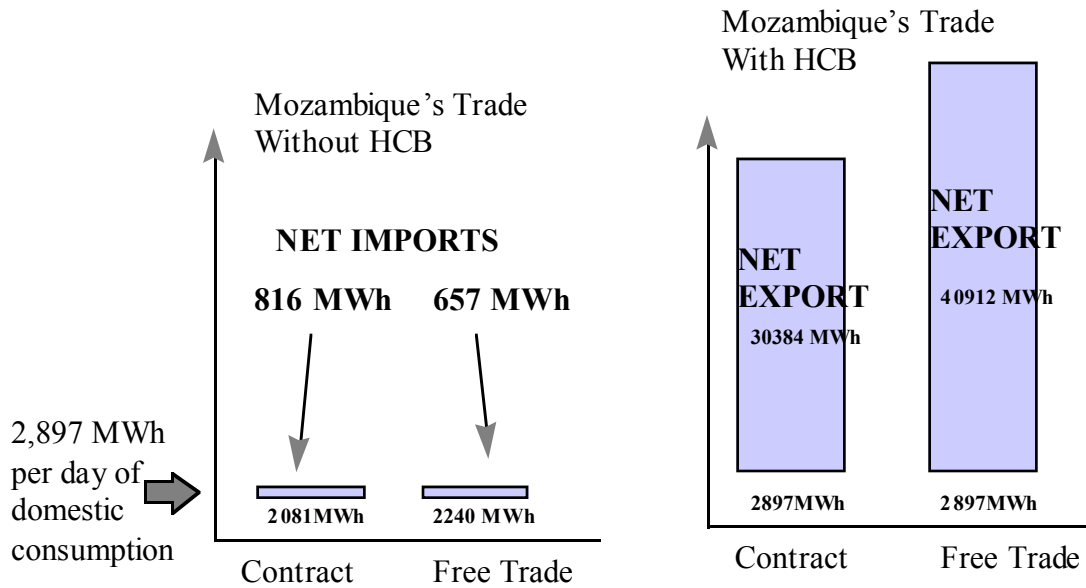 Mozambique's Trade
Without HCB
NET IMPORTS
816 MWh
657 MWh
2,897 MWh
per day of
domestic
consumption
2081MWh
2240 MWh
Contract
Free Trade
Mozambique's Trade
With HCB
NET
EXPORT
30384 MWh
NET
EXPORT
40912 MWh
2897MWh
2897MWh
Contract
Free Trade